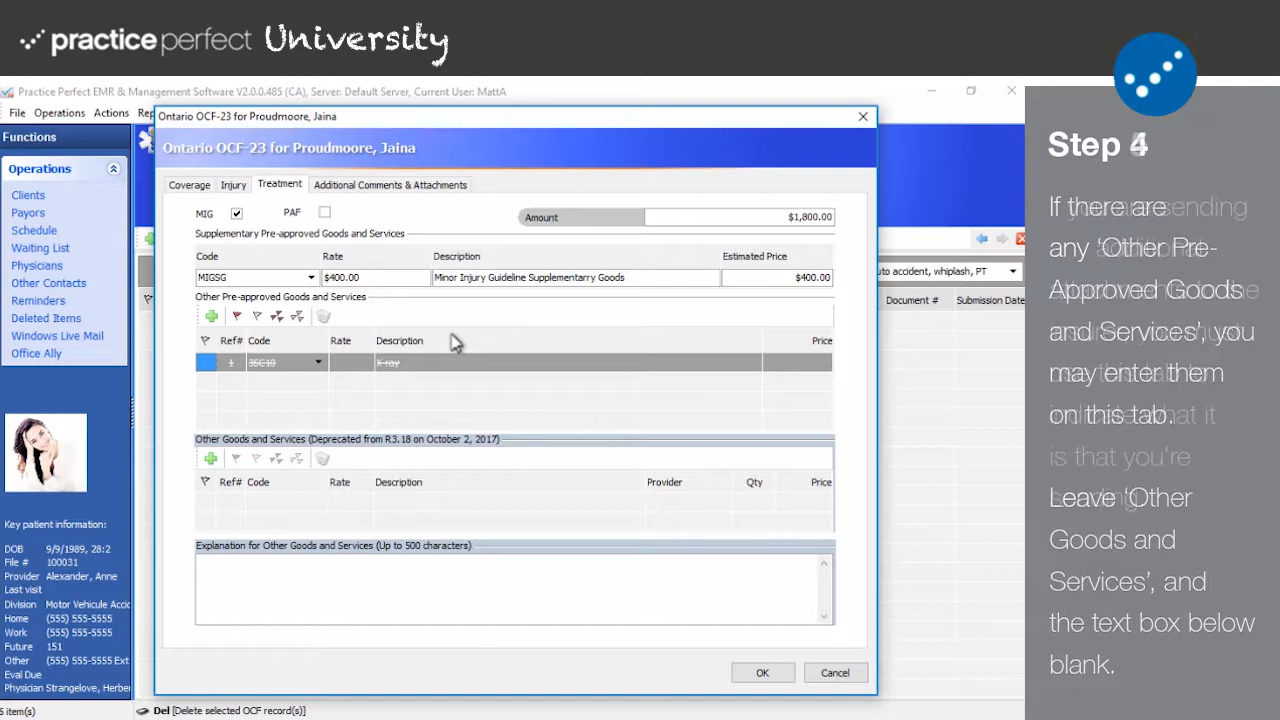 practice perfect University
Practice Perfect EMR & Management Software V2.0.0.485 (CA), Server: Default Server, Current User: MattA
File Operations Actions Rep
Functions
Operations
Clients
Payors
Schedule
Waiting List
Physicians
Other Contacts
Reminders
Deleted Items
Windows Live Mail
Office Ally
Key patient information:
DOB 9/9/1989, 28:2
File # 100031
Provider Alexander, Anne
Last visit
Division Motor Vehicule Accic
Home (555) 555-5555
Work (555) 555-5555
Future 151
Other (555) 555-5555 Ext
Eval Due
Physician Strangelove, Herber
6 item(s)
Del [Delete selected OCF record(s)]
Ontario OCF-23 for Proudmoore, Jaina
Ontario OCF-23 for Proudmoore, Jaina
Coverage Injury Treatment Additional Comments & Attachments
MIG PAF Amount $1,800.00
Supplementary Pre-approved Goods and Services
Code Rate Description Estimated Price
MIGSG $400.00 Minor Injury Guideline Supplementarry Goods $400.00
Other Pre-approved Goods and Services
Ref# Code Rate Description Price
1 35C10 X-ray
Other Goods and Services (Deprecated from R3.18 on October 2, 2017)
Ref# Code Rate Description Provider Qty Price
Explanation for Other Goods and Services (Up to 500 characters)
OK Cancel
uto accident, whiplash, PT
Document # Submission Date
Step 4
If there are
any 'Other Pre-
Approved Goods
and Services', you
may enter them
on this tab.
Leave 'Other
Goods and
Services', and
the text box below
blank.